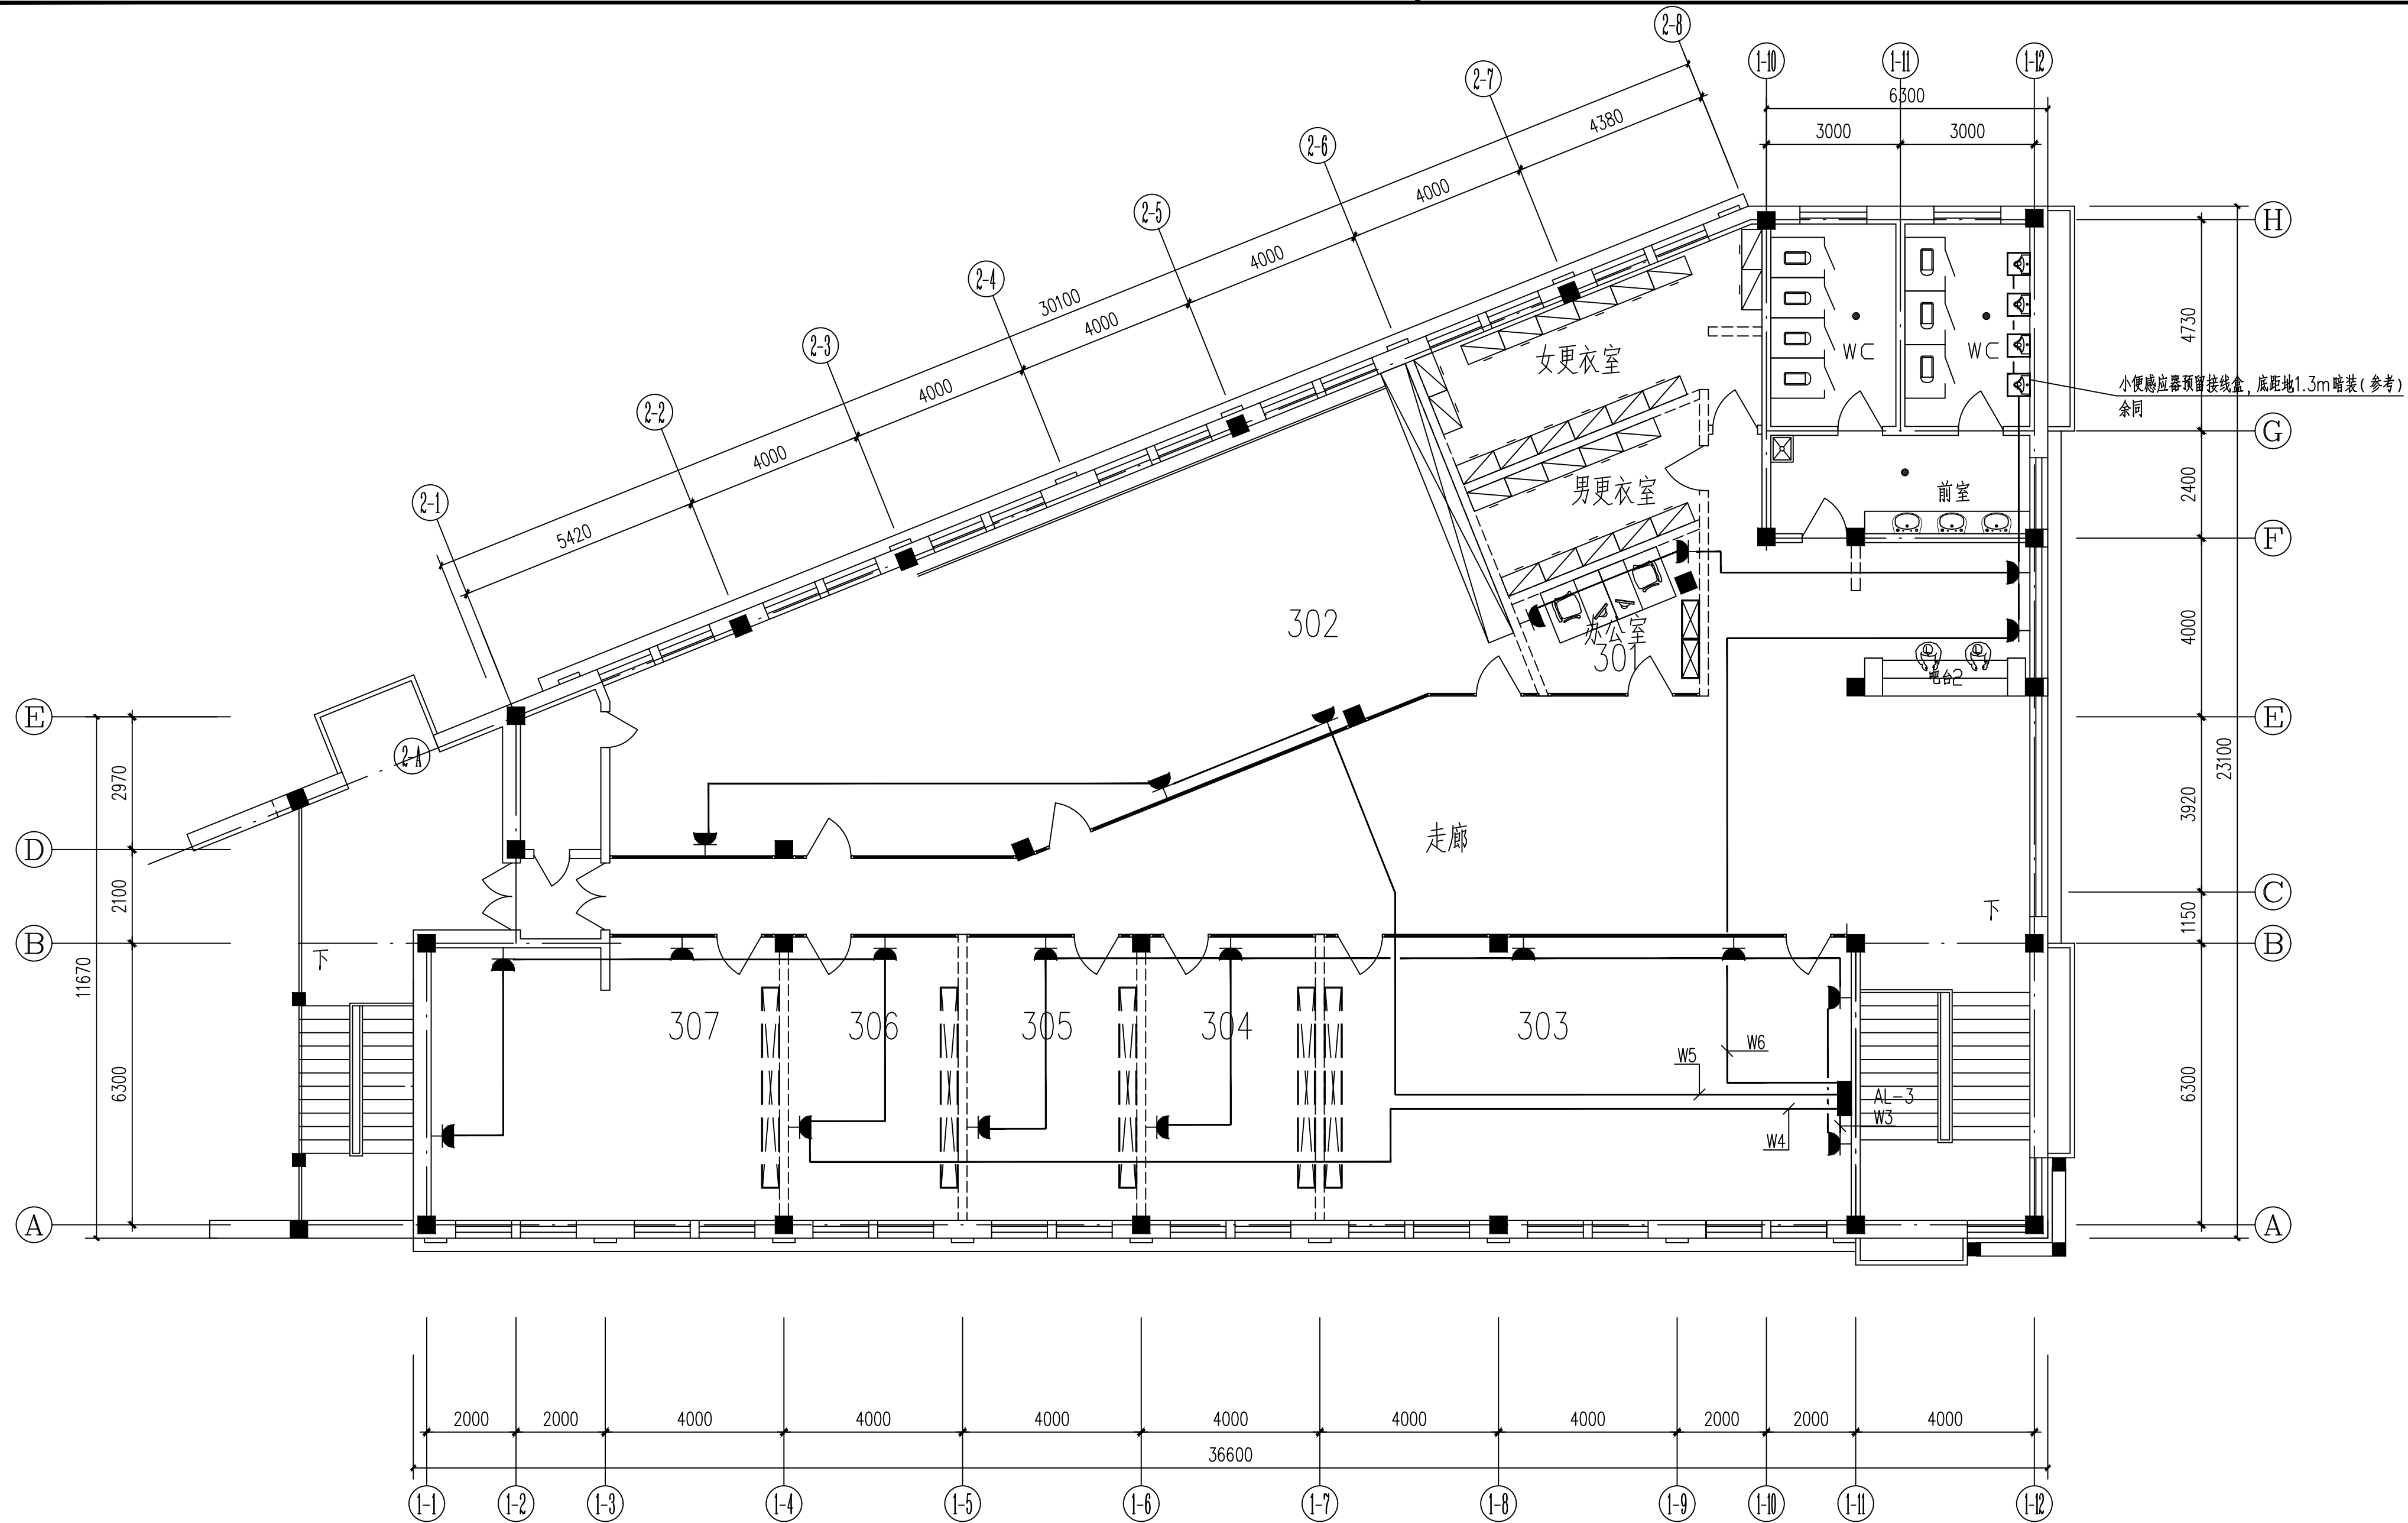 2-8
2-7
2-6
2-5
2-4
2-3
2-2
2-1
1-10
1-11
1-12
6300
3000
3000
4380
4000
4000
4000
4000
4000
5420
30100
H
G
F
E
C
B
A
4730
2400
4000
3920
1150
6300
23100
女更衣室
男更衣室
办公室
301
302
WC
WC
前室
小便感应器预留接线盒，底距地1.3m暗装(参考)
余同
吧台2
走廊
下
下
2-A
E
D
B
A
2970
2100
6300
11670
307
306
305
304
303
W5
W6
W4
AL-3
W3
2000
2000
4000
4000
4000
4000
4000
4000
2000
2000
4000
36600
1-1
1-2
1-3
1-4
1-5
1-6
1-7
1-8
1-9
1-10
1-11
1-12